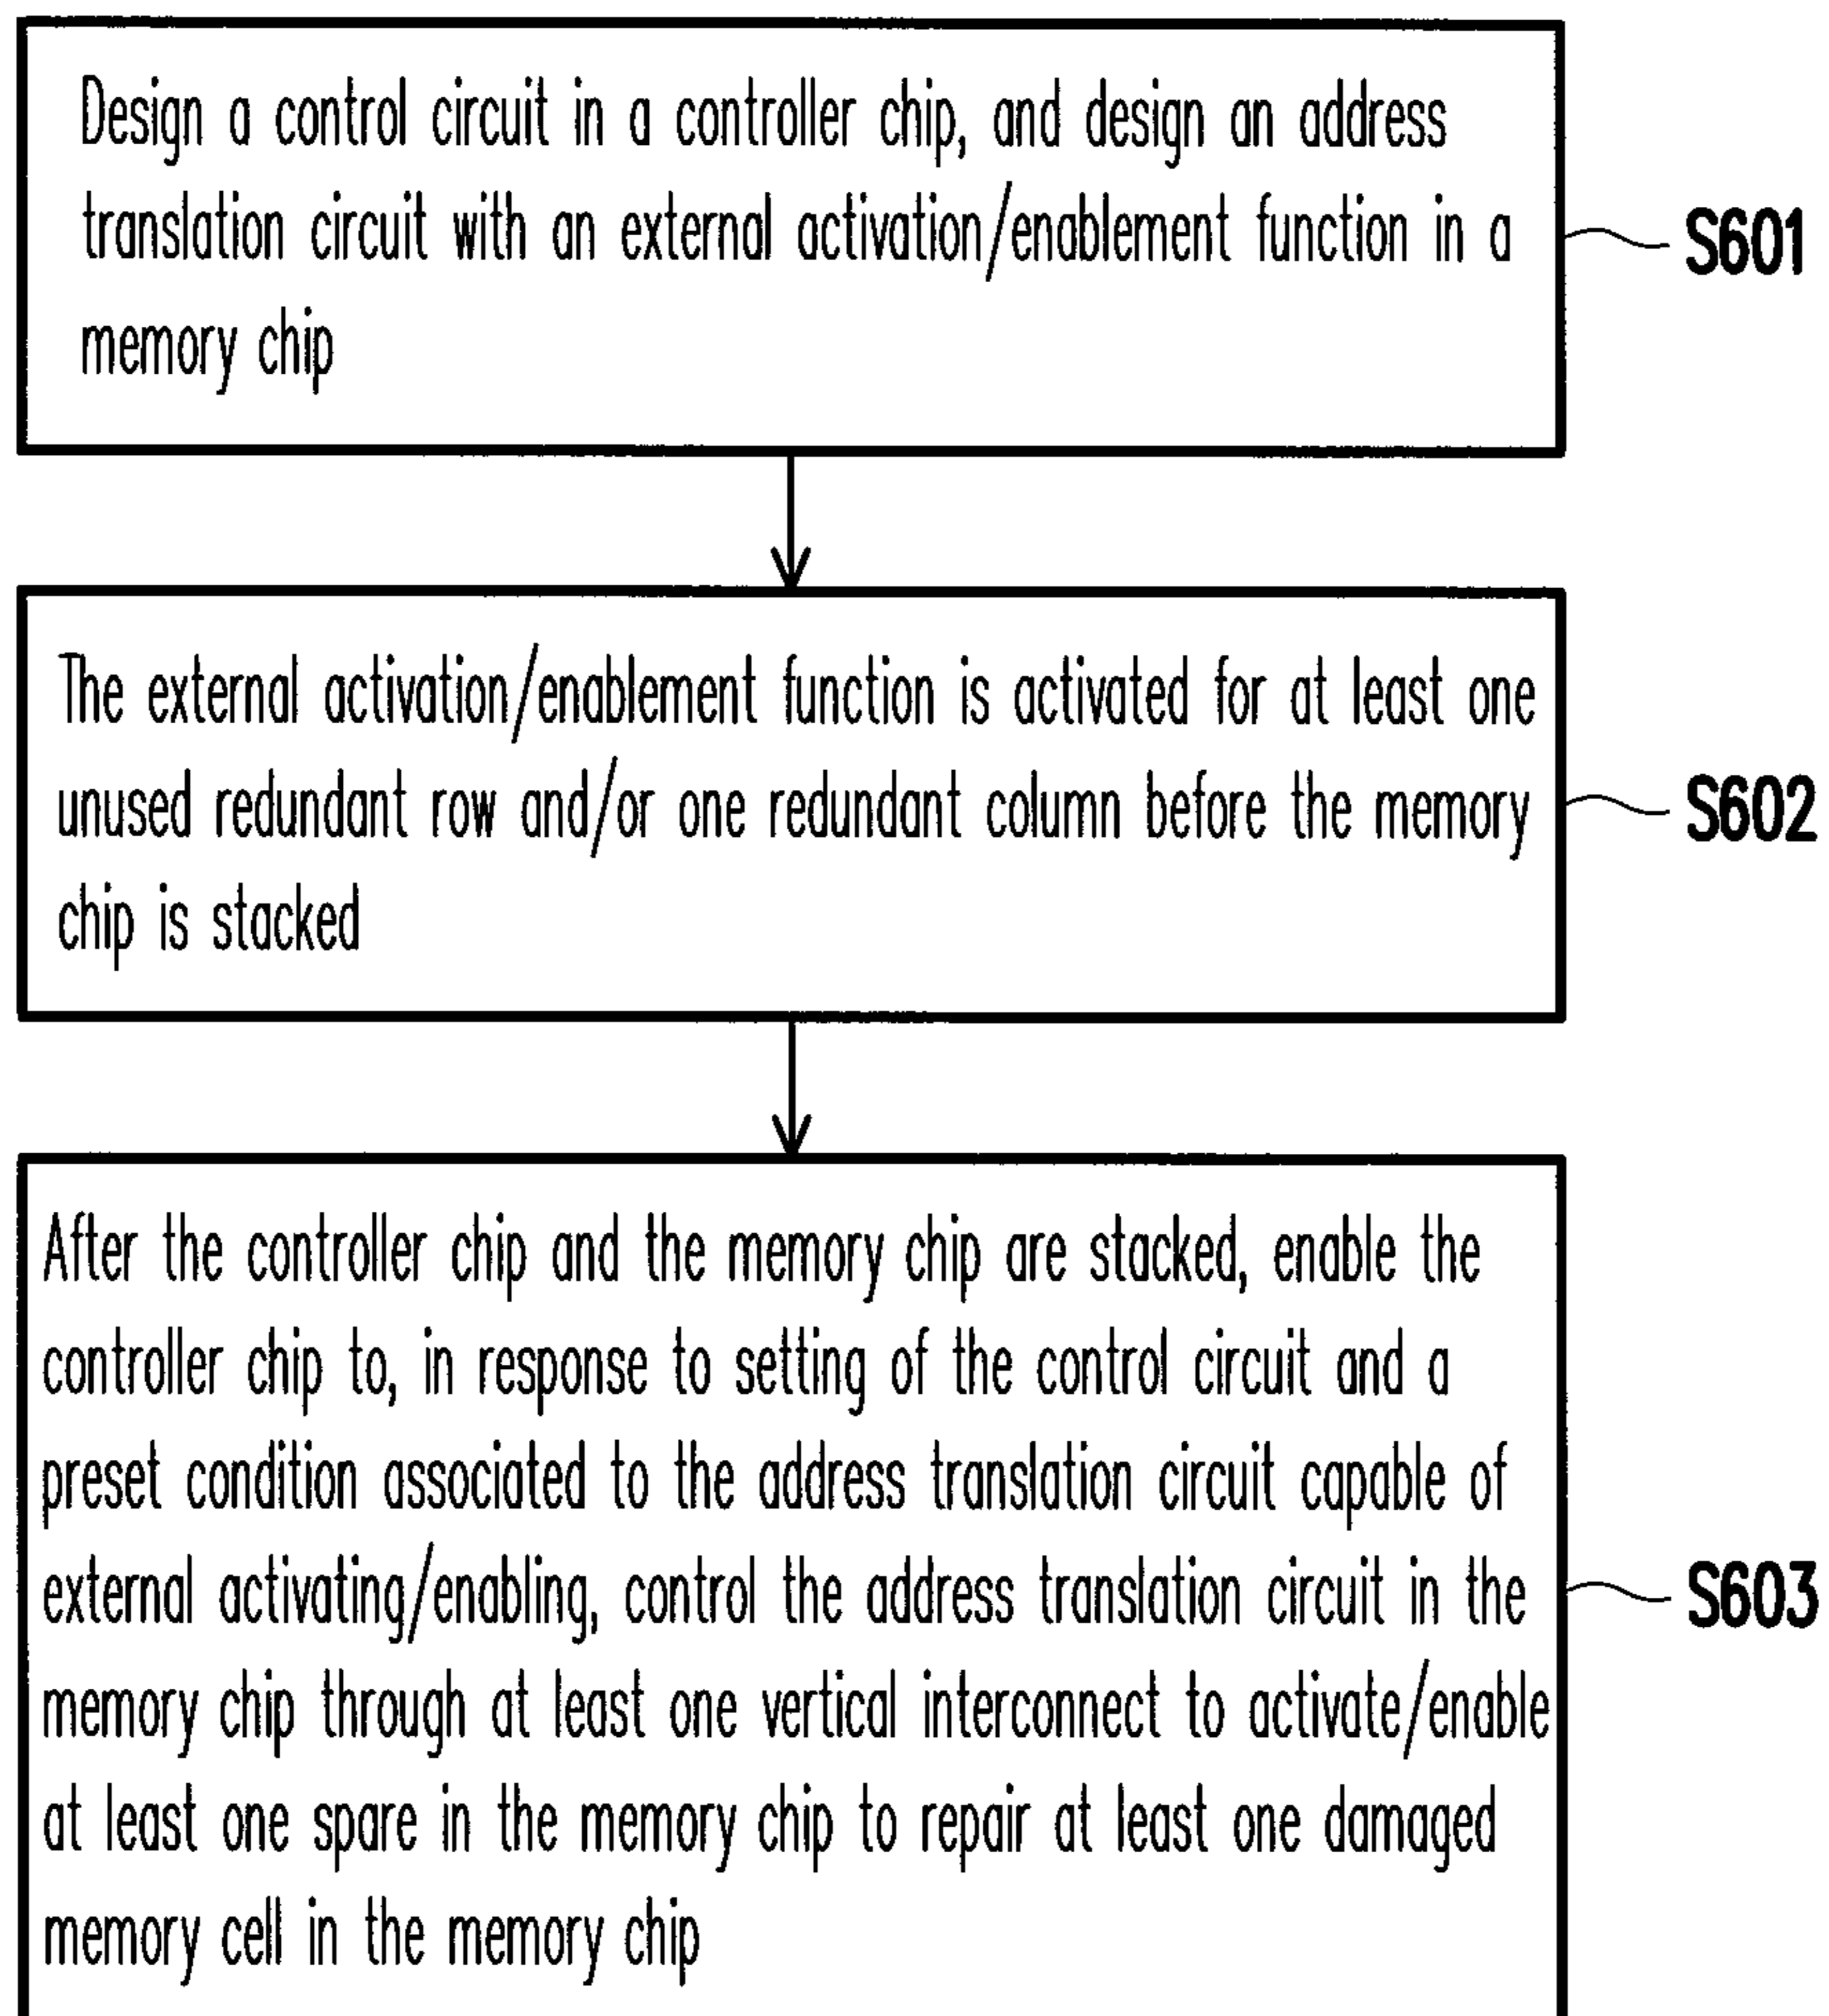 Design a control circuit in a controller chip, and design an address
translation circuit with an external activation/enablement function in a
memory chip
S601
The external activation/enablement function is activated for at least one
unused redundant row and/or one redundant column before the memory
chip is stacked
S602
After the controller chip and the memory chip are stacked, enable the
controller chip to, in response to setting of the control circuit and a
preset condition associated to the address translation circuit capable of
external activating/enabling, control the address translation circuit in the
memory chip through at least one vertical interconnect to activate/enable
at least one spare in the memory chip to repair at least one damaged
memory cell in the memory chip
S603